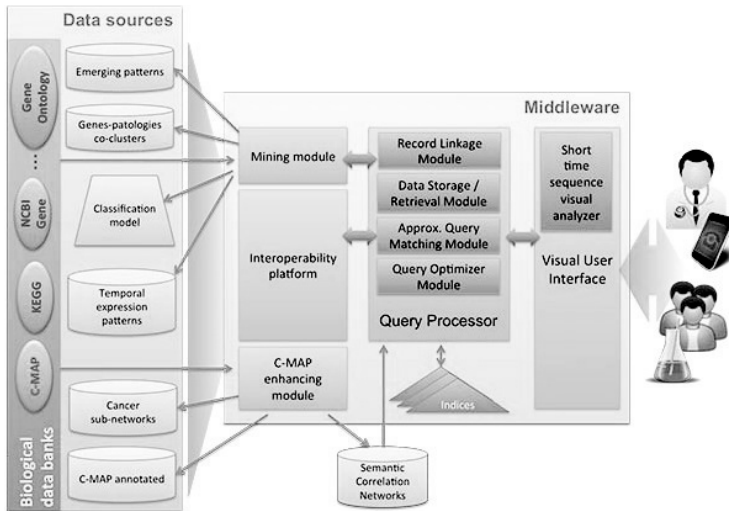 Data sources
Gene
Ontology
...
NCBI
Gene
KEGG
C-MAP
Biological
data banks
Emerging patterns
Genes-patologies
co-clusters
Classification
model
Temporal
expression
patterns
Cancer
sub-networks
C-MAP annotated
Middleware
Mining module
Interoperability
platform
C-MAP
enhancing
module
Record Linkage
Module
Data Storage /
Retrieval Module
Approx. Query
Matching Module
Query Optimizer
Module
Query Processor
Indices
Semantic
Correlation
Networks
Short
time
sequence
visual
analyzer
Visual User
Interface